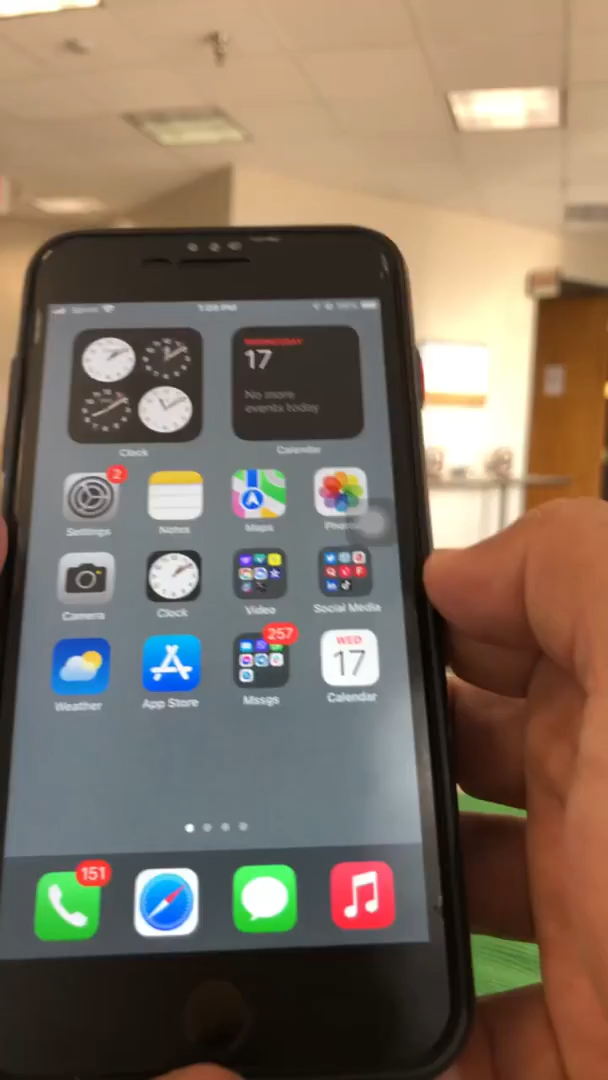 WEDNESDAY
17
No more
events today
Clock
Calendar
2
Settings
Notes
Maps
Photos
Camera
Clock
Video
Social Media
257
WED
17
Weather
App Store
Mssgs
Calendar
151